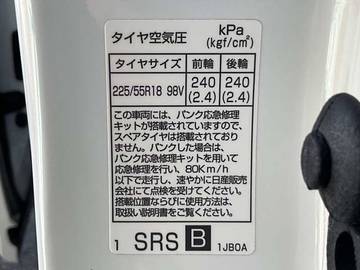 タイヤ空気圧 kPa (kgf/cm²)
タイヤサイズ 前輪 後輪
225/55R18 98V 240 (2.4) 240 (2.4)
この車両には、パンク応急修理
キットが搭載されていますので、
スペアタイヤは搭載されており
ません。パンクした場合は、
パンク応急修理キットを用いて
応急修理を行い、80km/h
以下で走行し、速やかに日産販売
会社にて点検を受けてください。
搭載位置ならびに使用方法は、
取扱い説明書をご覧ください。
1 SRS B 1JB0A